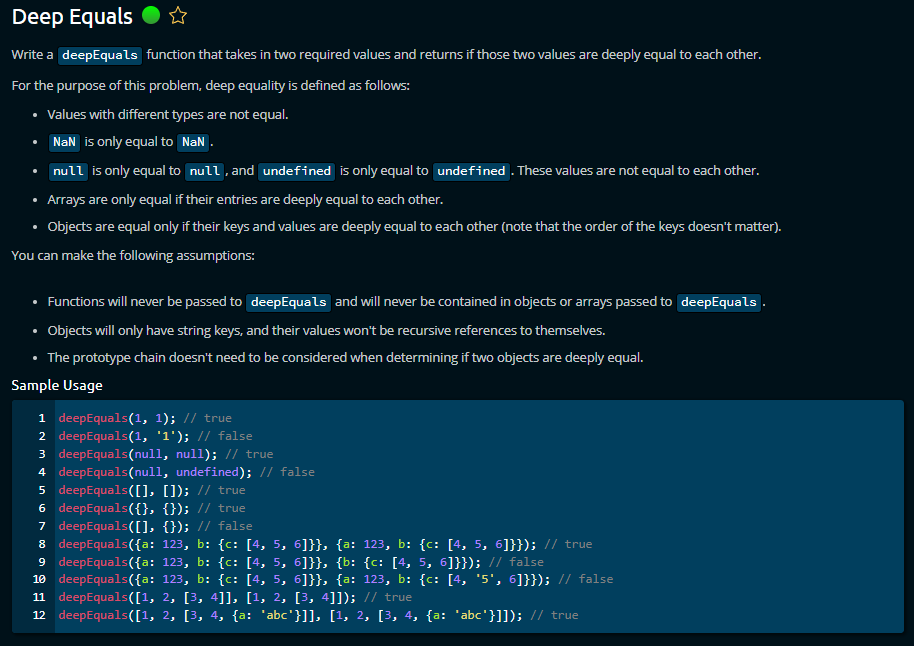 Deep Equals
Write a deepEquals function that takes in two required values and returns if those two values are deeply equal to each other.
For the purpose of this problem, deep equality is defined as follows:
• Values with different types are not equal.
• NaN is only equal to NaN.
• null is only equal to null, and undefined is only equal to undefined. These values are not equal to each other.
• Arrays are only equal if their entries are deeply equal to each other.
• Objects are equal only if their keys and values are deeply equal to each other (note that the order of the keys doesn't matter).
You can make the following assumptions:
• Functions will never be passed to deepEquals and will never be contained in objects or arrays passed to deepEquals.
• Objects will only have string keys, and their values won't be recursive references to themselves.
• The prototype chain doesn't need to be considered when determining if two objects are deeply equal.
Sample Usage
1 deepEquals(1, 1); // true
2 deepEquals(1, '1'); // false
3 deepEquals(null, null); // true
4 deepEquals(null, undefined); // false
5 deepEquals([], []); // true
6 deepEquals({}, {}); // true
7 deepEquals([], {}); // false
8 deepEquals({a: 123, b: {c: [4, 5, 6]}}, {a: 123, b: {c: [4, 5, 6]}}); // true
9 deepEquals({a: 123, b: {c: [4, 5, 6]}}, {b: {c: [4, 5, 6]}}); // false
10 deepEquals({a: 123, b: {c: [4, 5, 6]}}, {a: 123, b: {c: [4, '5', 6]}}); // false
11 deepEquals([1, 2, [3, 4]], [1, 2, [3, 4]]); // true
12 deepEquals([1, 2, [3, 4, {a: 'abc'}]], [1, 2, [3, 4, {a: 'abc'}]]); // true